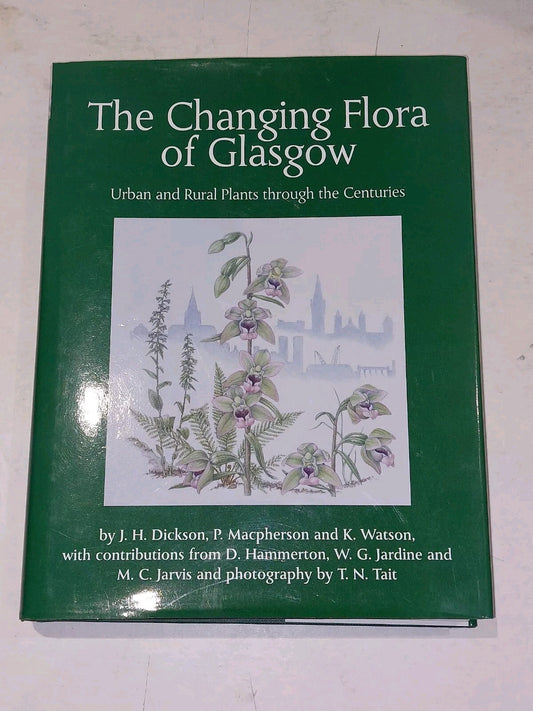 The Changing Flora
of Glasgow
Urban and Rural Plants through the Centuries
by J. H. Dickson, P. Macpherson and K. Watson,
with contributions from D. Hammerton, W. G. Jardine and
M. C. Jarvis and photography by T. N. Tait